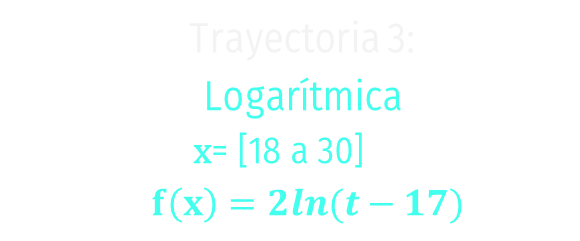 Trayectoria 3:
Logarítmica
x= [18 a 30]
f(x) = 2ln(t − 17)